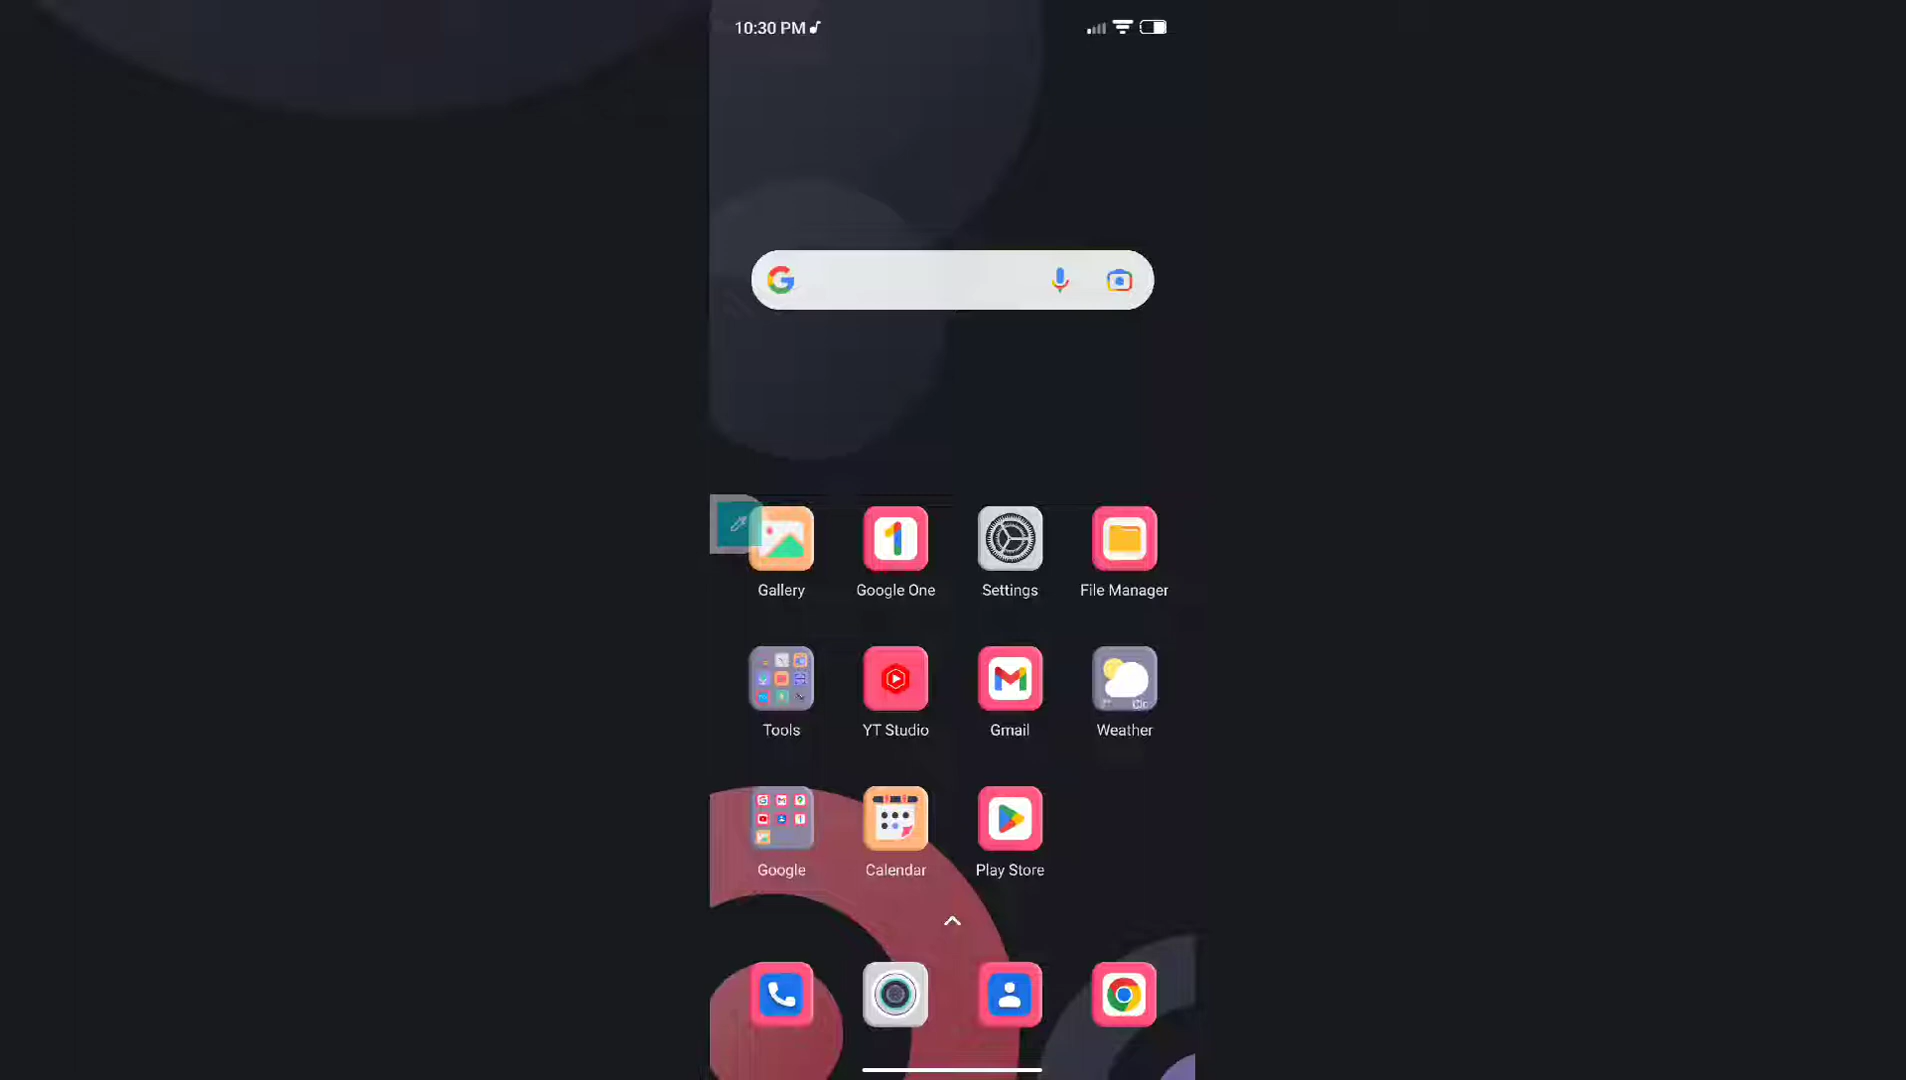 10:30 PM
Gallery
Google One
Settings
File Manager
Tools
YT Studio
Gmail
Weather
Google
Calendar
Play Store